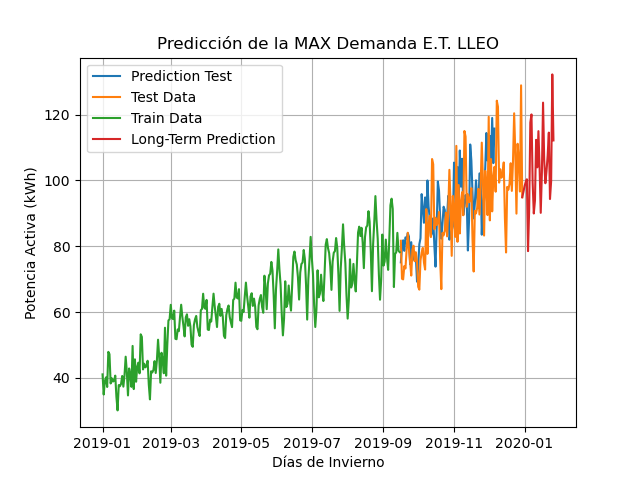 Predicción de la MAX Demanda E.T. LLEO
Prediction Test
Test Data
Train Data
Long-Term Prediction
Potencia Activa (kWh)
120
100
80
60
40
2019-01 2019-03 2019-05 2019-07 2019-09 2019-11 2020-01
Días de Invierno